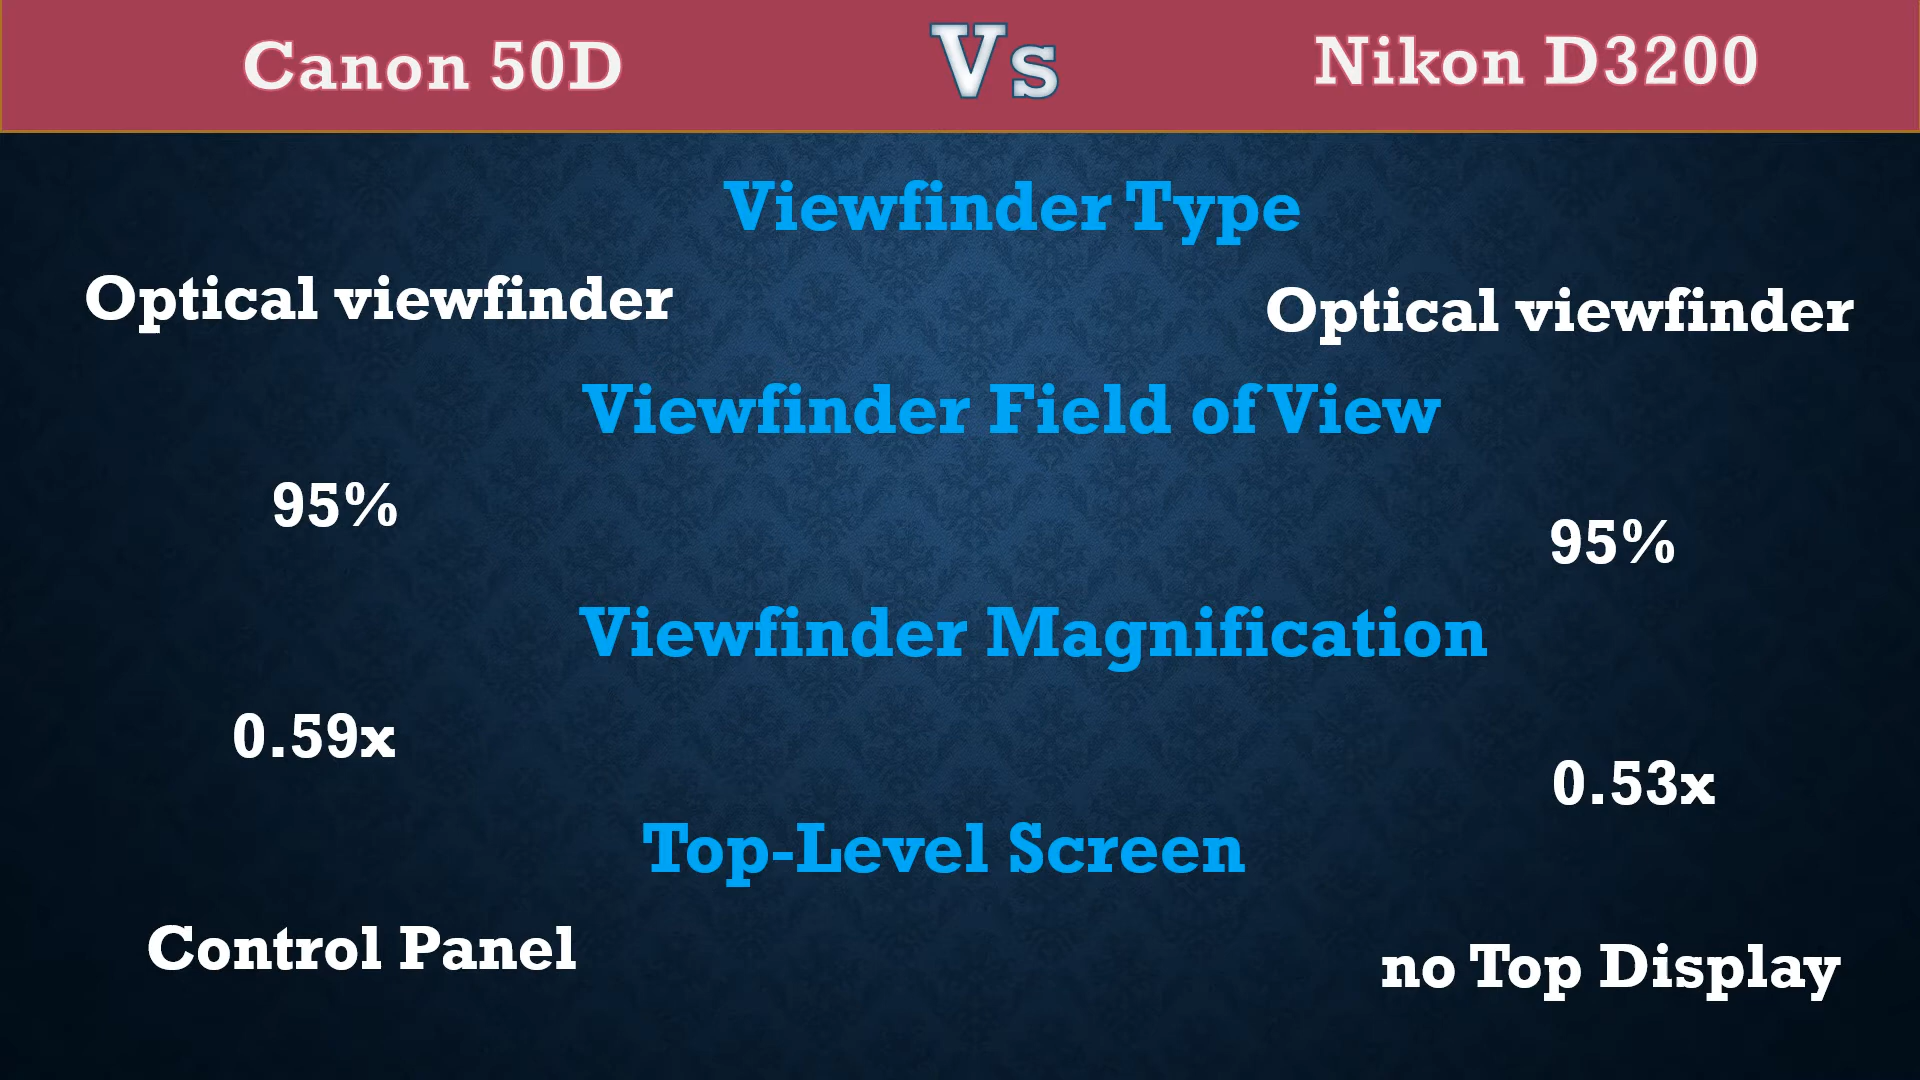 Canon 50D Vs Nikon D3200
Viewfinder Type
Optical viewfinder Optical viewfinder
Viewfinder Field of View
95% 95%
Viewfinder Magnification
0.59x 0.53x
Top-Level Screen
Control Panel no Top Display